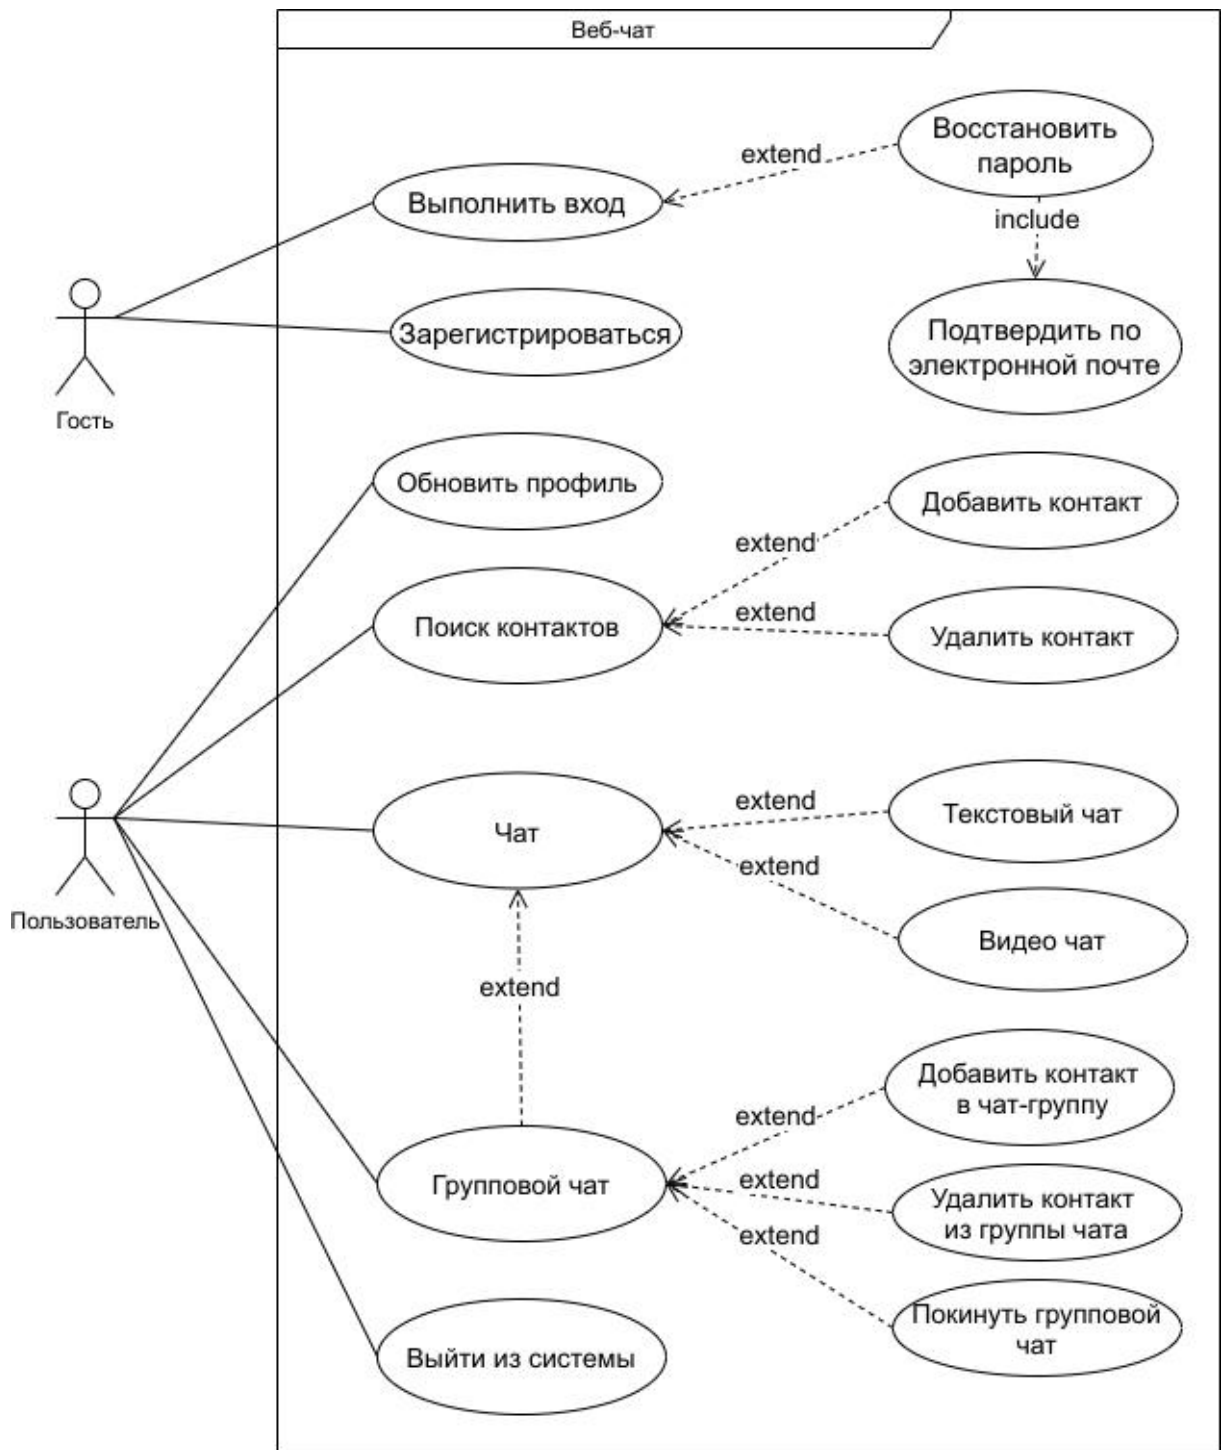 Веб-чат
Восстановить
пароль
extend
Выполнить вход
include
Зарегистрироваться
Подтвердить по
электронной почте
Гость
Обновить профиль
Добавить контакт
extend
Поиск контактов
extend
Удалить контакт
Чат
extend
Текстовый чат
extend
Видео чат
Пользователь
extend
Добавить контакт
в чат-группу
extend
Групповой чат
extend
Удалить контакт
из группы чата
extend
Покинуть групповой
чат
Выйти из системы